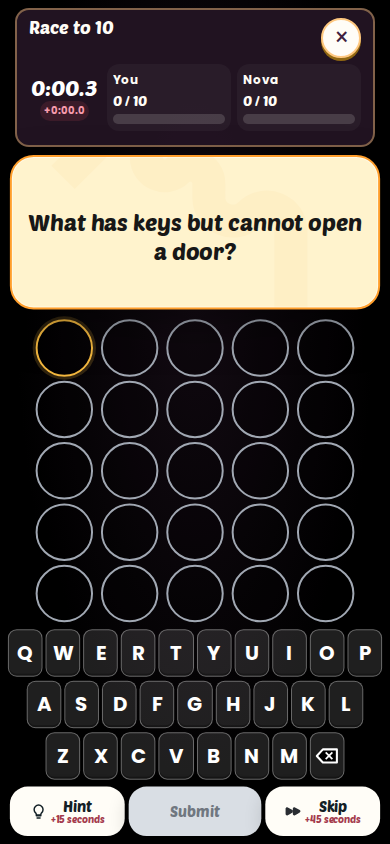 Race to 10
×
0:00.3
+0:00.0
You
0 / 10
Nova
0 / 10
What has keys but cannot open
a door?
Q W E R T Y U I O P
A S D F G H J K L
Z X C V B N M
Hint
+15 seconds
Submit
Skip
+45 seconds